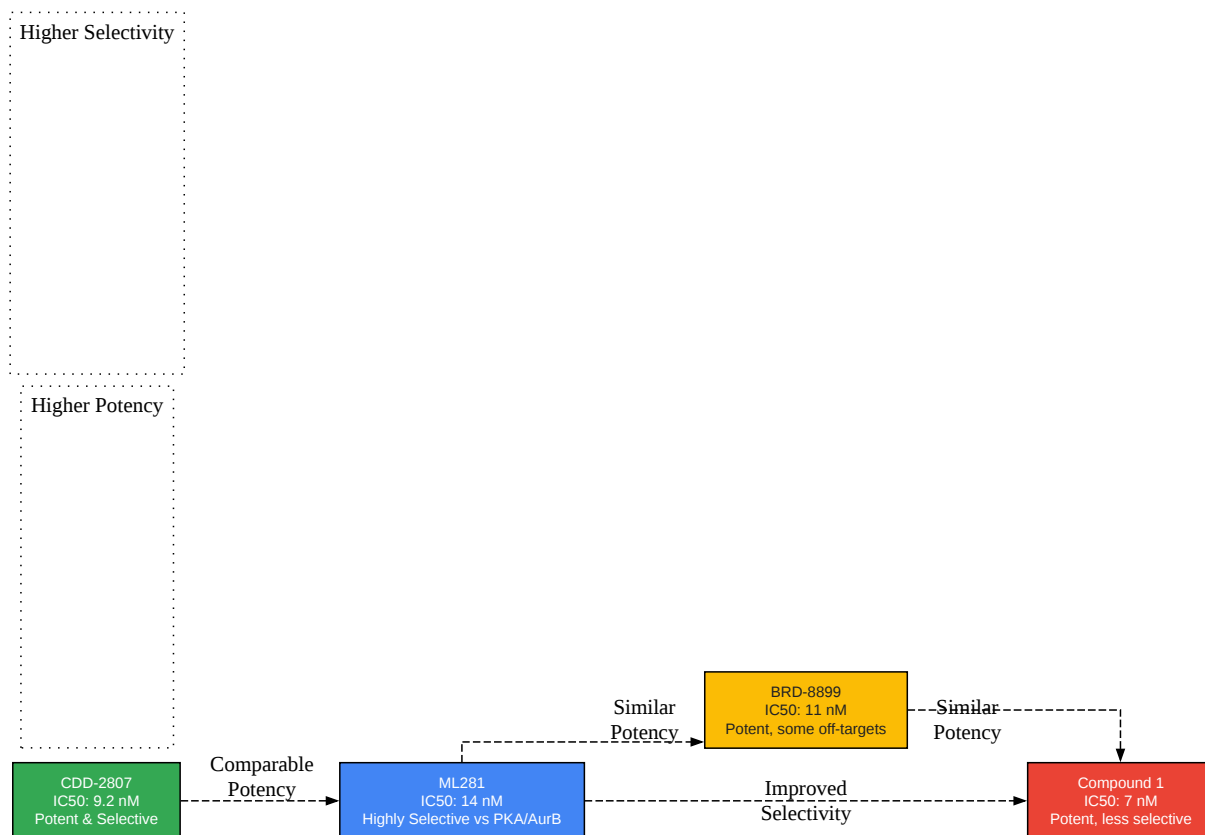 Higher Selectivity
Higher Potency
BRD-8899
IC50: 11 nM
Potent, some off-targets
Similar
Potency
Similar
Potency
CDD-2807
IC50: 9.2 nM
Potent & Selective
Comparable
Potency
ML281
IC50: 14 nM
Highly Selective vs PKA/AurB
Improved
Selectivity
Compound 1
IC50: 7 nM
Potent, less selective